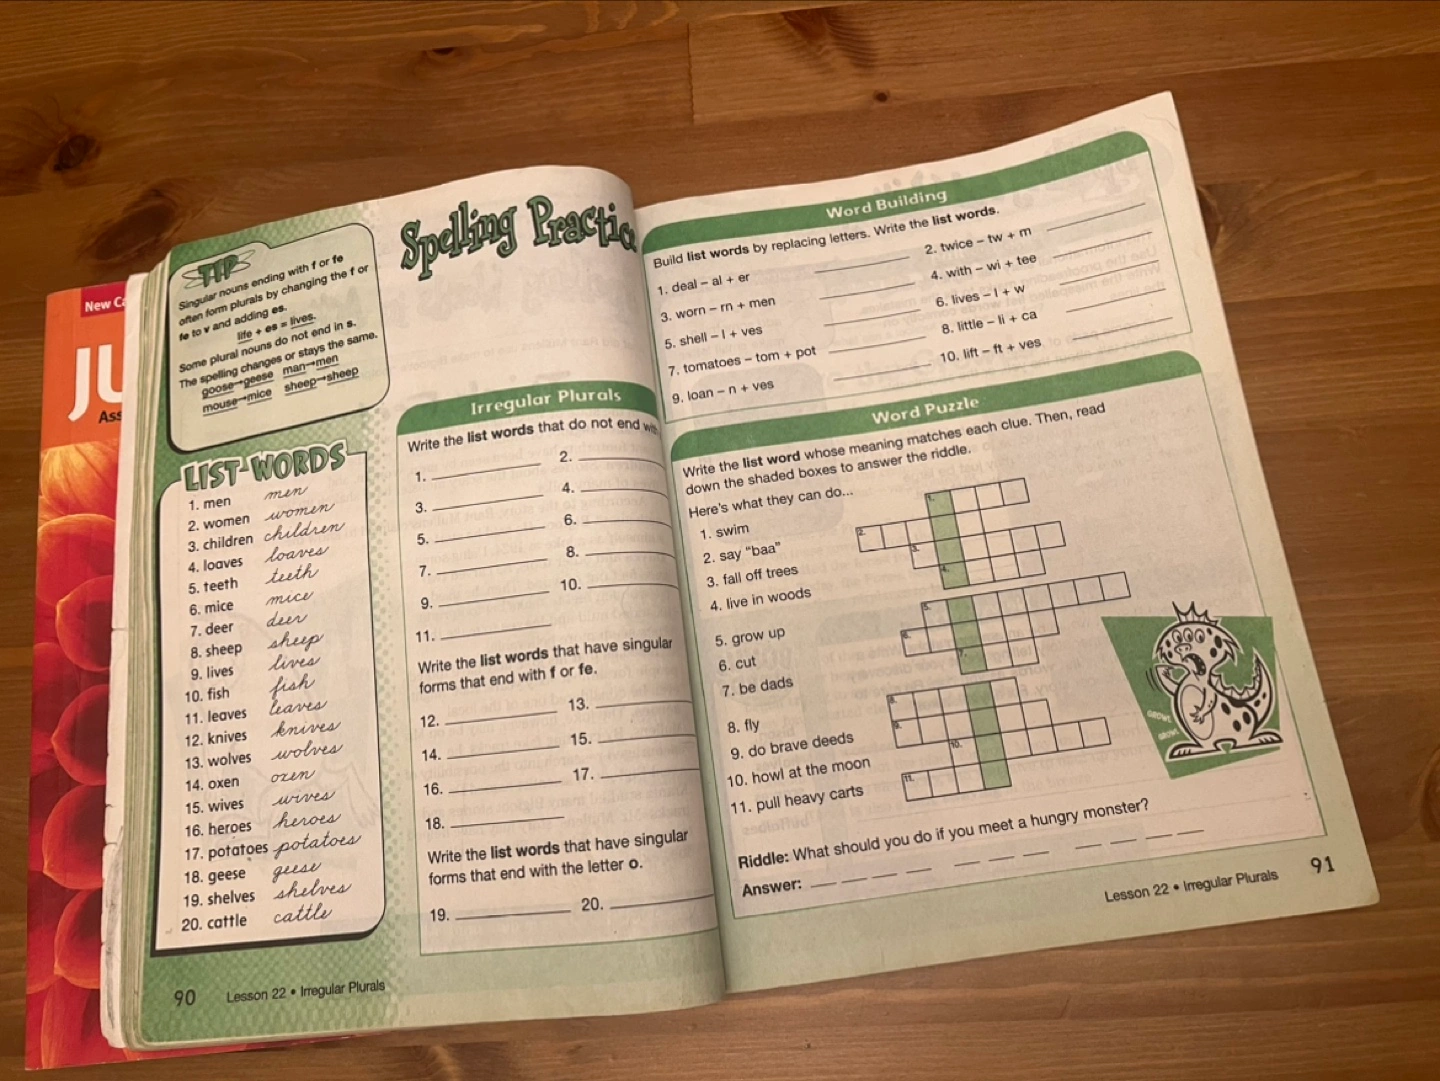 New
JU
Ass
TIP
Singular nouns ending with f or fe
often form plurals by changing the f or
fe to v and adding es.
life + es = lives.
Some plural nouns do not end in s.
The spelling changes or stays the same.
goose→geese man→men
mouse→mice sheep→sheep
LIST WORDS
1. men men
2. women women
3. children children
4. loaves loaves
5. teeth teeth
6. mice mice
7. deer deer
8. sheep sheep
9. lives lives
10. fish fish
11. leaves leaves
12. knives knives
13. wolves wolves
14. oxen oxen
15. wives wives
16. heroes heroes
17. potatoes potatoes
18. geese geese
19. shelves shelves
20. cattle cattle
90 Lesson 22 • Irregular Plurals
Spelling Practic
Irregular Plurals
Write the list words that do not end
1. 2.
3. 4.
5. 6.
7. 8.
9. 10.
11.
Write the list words that have singular
forms that end with f or fe.
12. 13.
14. 15.
16. 17.
18.
Write the list words that have singular
forms that end with the letter o.
19. 20.
Word Building
Build list words by replacing letters. Write the list words.
1. deal – al + er 2. twice – tw + m
3. worn – rn + men 4. with – wi + tee
5. shell – l + ves 6. lives – l + w
7. tomatoes – tom + pot 8. little – li + ca
9. loan – n + ves 10. lift – ft + ves
Word Puzzle
Write the list word whose meaning matches each clue. Then, read
down the shaded boxes to answer the riddle.
Here's what they can do...
1. swim
2. say "baa"
3. fall off trees
4. live in woods
5. grow up
6. cut
7. be dads
8. fly
9. do brave deeds
10. howl at the moon
11. pull heavy carts
1.
2.
3.
4.
5.
6.
7.
8.
9.
10.
11.
GROWL
GROWL
Riddle: What should you do if you meet a hungry monster?
Answer:
Lesson 22 • Irregular Plurals 91